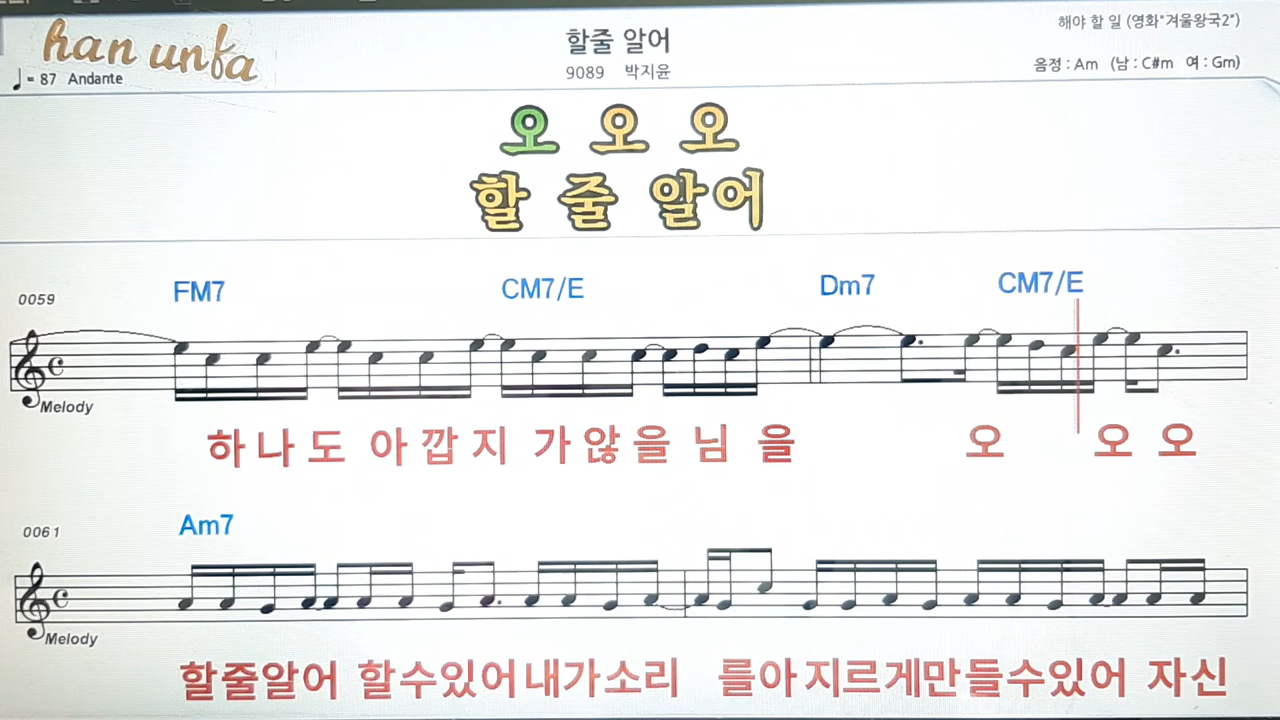 han unfa
할줄 알어
해야 할 일 (영화"겨울왕국2")
♩ = 87 Andante
9089 박지윤
음정 : Am (남 : C#m 여 : Gm)
오 오 오
할 줄 알어
0059 FM7 CM7/E Dm7 CM7/E
Melody
하나도 아깝지 가않을 님 을 오 오 오
0061 Am7
Melody
할줄알어 할수있어내가소리 를아지르게만들수있어 자신